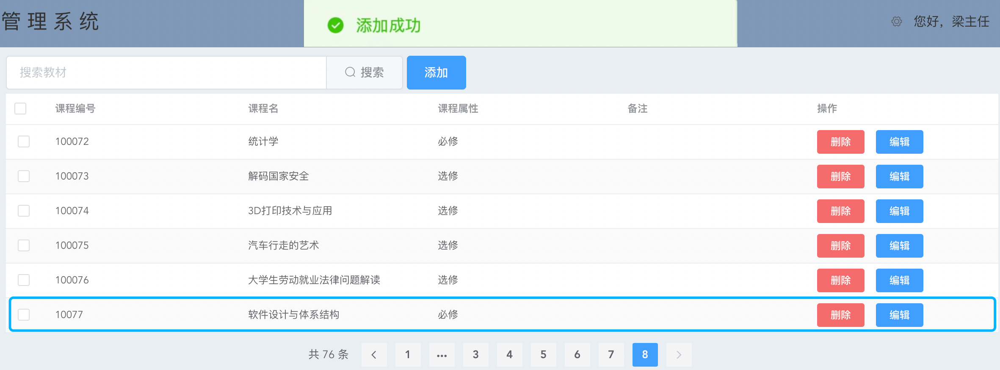 管理系统
添加成功
您好，梁主任
搜索教材 搜索 添加
课程编号 课程名 课程属性 备注 操作
100072 统计学 必修 删除 编辑
100073 解码国家安全 选修 删除 编辑
100074 3D打印技术与应用 选修 删除 编辑
100075 汽车行走的艺术 选修 删除 编辑
100076 大学生劳动就业法律问题解读 选修 删除 编辑
10077 软件设计与体系结构 必修 删除 编辑
共 76 条 1 ... 3 4 5 6 7 8